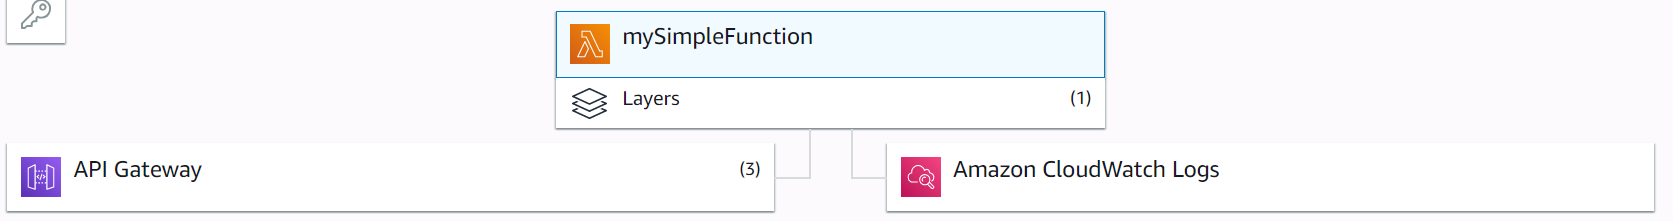 mySimpleFunction
Layers (1)
API Gateway (3)
Amazon CloudWatch Logs